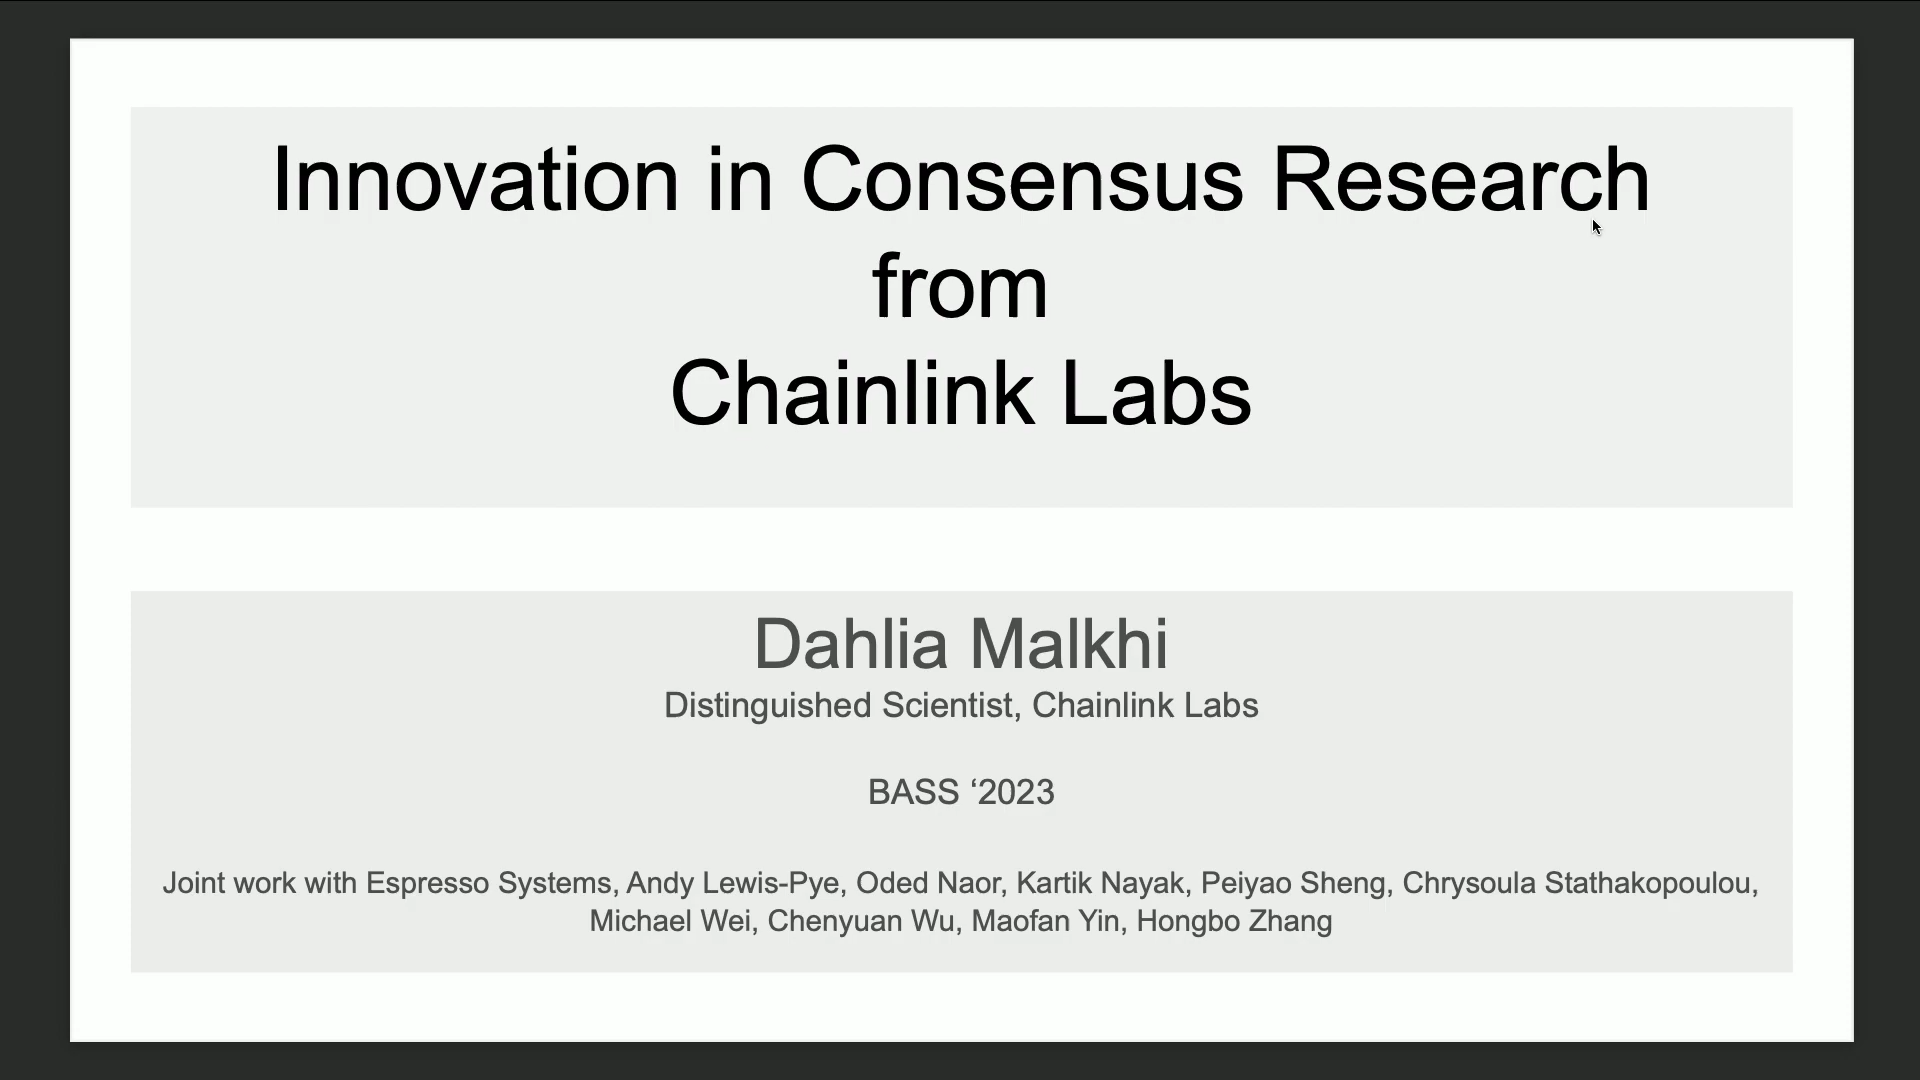 Innovation in Consensus Research
from
Chainlink Labs
Dahlia Malkhi
Distinguished Scientist, Chainlink Labs
BASS ‘2023
Joint work with Espresso Systems, Andy Lewis-Pye, Oded Naor, Kartik Nayak, Peiyao Sheng, Chrysoula Stathakopoulou,
Michael Wei, Chenyuan Wu, Maofan Yin, Hongbo Zhang